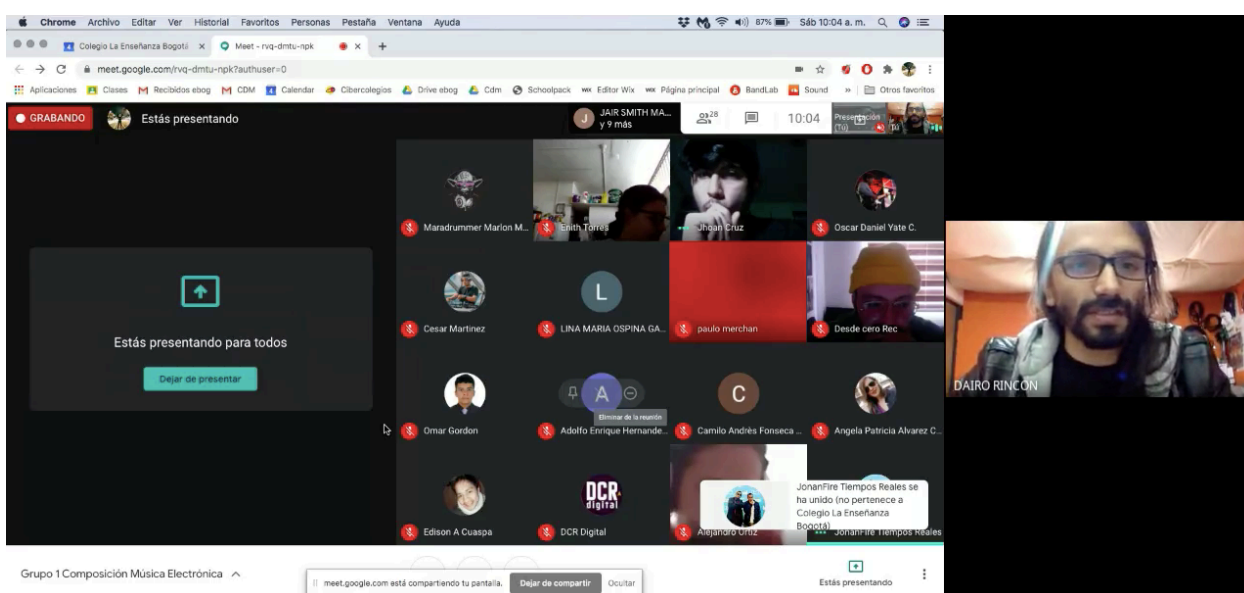 Chrome Archivo Editar Ver Historial Favoritos Personas Pestaña Ventana Ayuda
87% Sáb 10:04 a. m.
Colegio La Enseñanza Bogotá
Meet - rvq-dmtu-npk
meet.google.com/rvq-dmtu-npk?authuser=0
Aplicaciones Clases Recibidos ebog CDM Calendar Cibercolegios Drive ebog Cdm Schoolpack Editor Wix Página principal BandLab Sound » Otros favoritos
GRABANDO
Estás presentando
J JAIR SMITH MA...
y 9 más
28
10:04
Presentación
(Tú)
Tú
Maradrummer Marlon M...
Enith Torres
Jhoan Cruz
Oscar Daniel Yate C.
Estás presentando para todos
Dejar de presentar
Cesar Martinez
L
LINA MARIA OSPINA GA...
paulo merchan
Desde cero Rec
DAIRO RINCON
Omar Gordon
A
Eliminar de la reunión
Adolfo Enrique Hernande...
C
Camilo Andrés Fonseca ...
Angela Patricia Alvarez C...
Edison A Cuaspa
DCR
digital
DCR Digital
Alejandro Ortiz
JonanFire Tiempos Reales se
ha unido (no pertenece a
Colegio La Enseñanza
Bogotá)
JonanFire Tiempos Reales
Grupo 1 Composición Música Electrónica
meet.google.com está compartiendo tu pantalla. Dejar de compartir Ocultar
Estás presentando